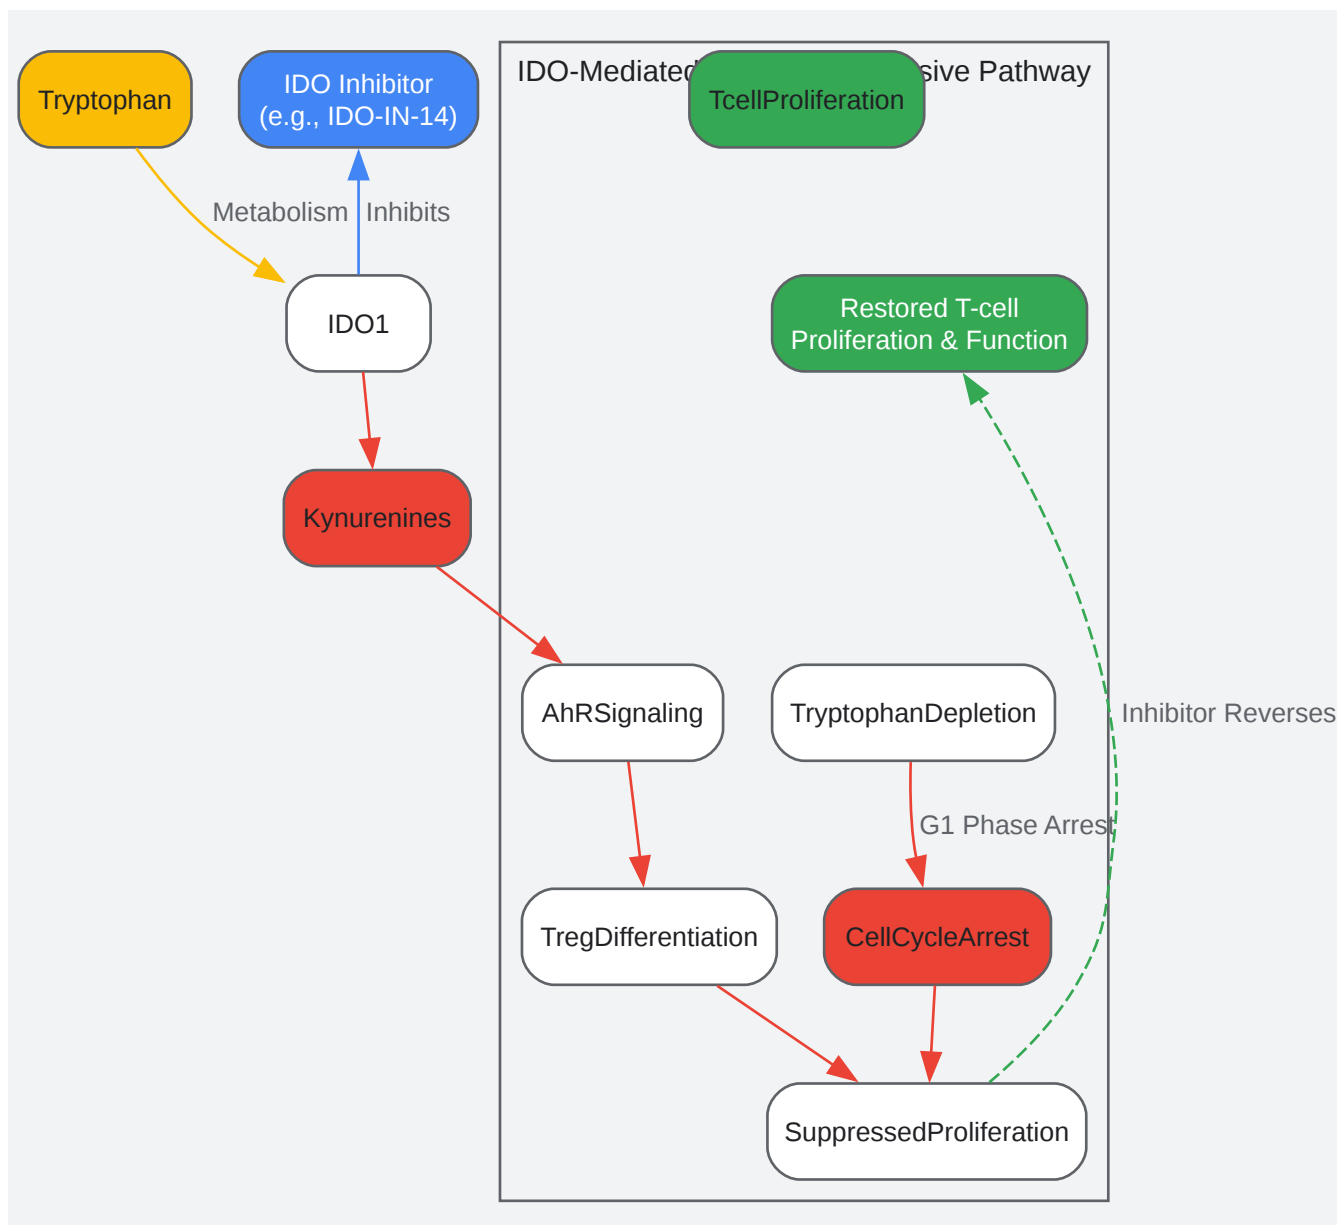 IDO-Mediated
sive Pathway
Tryptophan
IDO Inhibitor
(e.g., IDO-IN-14)
TcellProliferation
Metabolism
Inhibits
IDO1
Restored T-cell
Proliferation & Function
Kynurenines
AhRSignaling
TryptophanDepletion
Inhibitor Reverses
G1 Phase Arrest
TregDifferentiation
CellCycleArrest
SuppressedProliferation